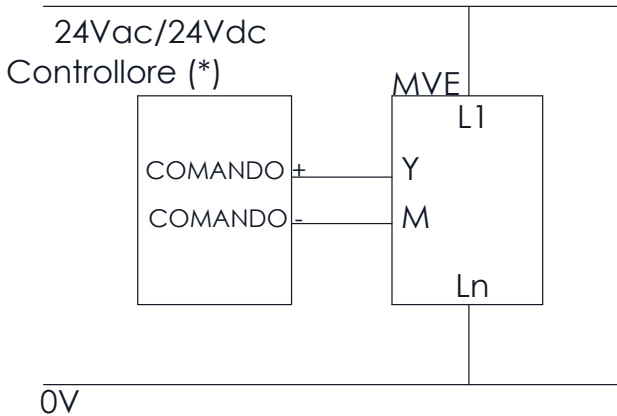 24Vac/24Vdc
Controllore (*)
MVE
L1
COMANDO + Y
COMANDO - M
Ln
0V